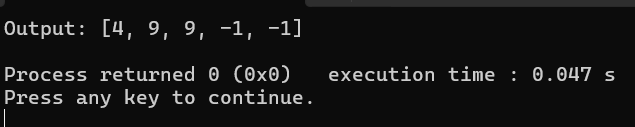 Output: [4, 9, 9, -1, -1]
Process returned 0 (0x0)   execution time : 0.047 s
Press any key to continue.